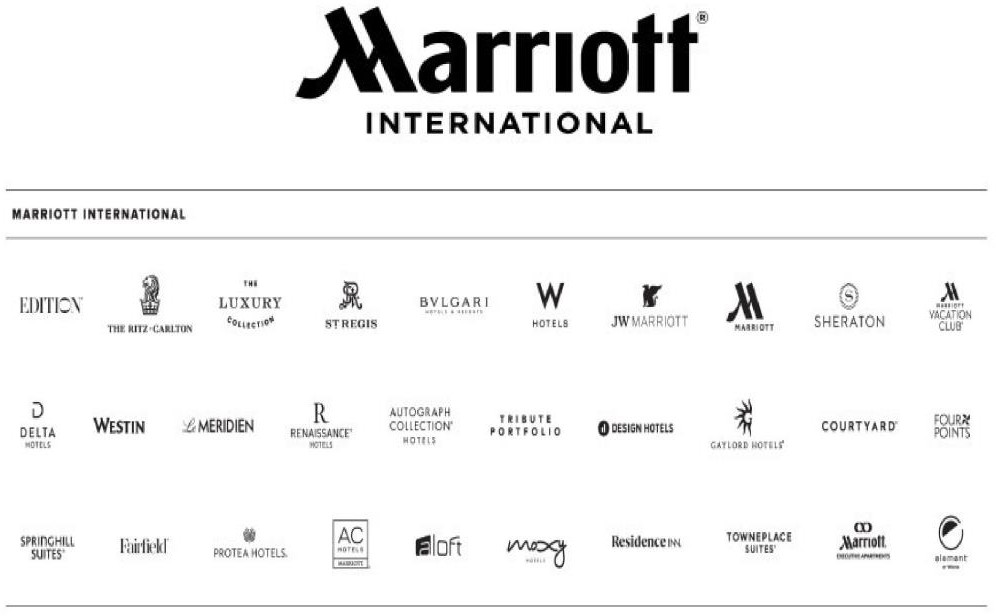 Marriott®
INTERNATIONAL
MARRIOTT INTERNATIONAL
EDITION
THE RITZ-CARLTON
THE
LUXURY
COLLECTION
ST REGIS
BVLGARI
HOTELS & RESORTS
W
HOTELS
JW MARRIOTT
MARRIOTT
S
SHERATON
MARRIOTT
VACATION
CLUB
D
DELTA
HOTELS
WESTIN
Le MERIDIEN
R
RENAISSANCE
HOTELS
AUTOGRAPH
COLLECTION
HOTELS
TRIBUTE
PORTFOLIO
d DESIGN HOTELS
G
GAYLORD HOTELS
COURTYARD
FOUR
POINTS
SPRINGHILL
SUITES
Fairfield
PROTEA HOTELS.
AC
HOTELS
MARRIOTT
aloft
moxy
HOTELS
Residence INN.
TOWNEPLACE
SUITES
Marriott
EXECUTIVE APARTMENTS
element